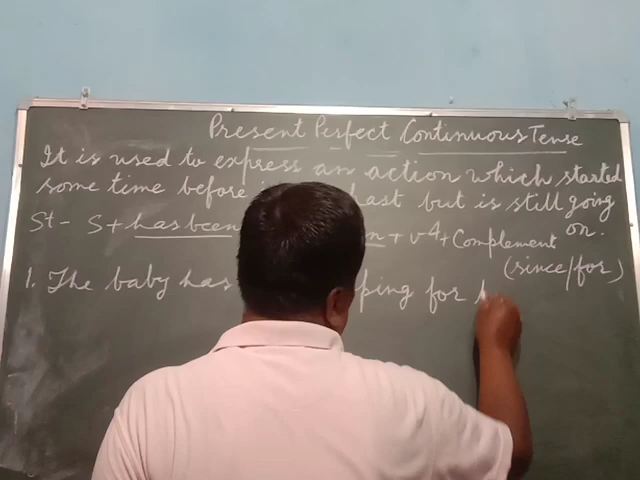 Present Perfect Continuous Tense
It is used to express an action which started
some time before i past but is still going
on.
St- S + has been n + v4 + Complement
(since/for)
1. The baby has ping for